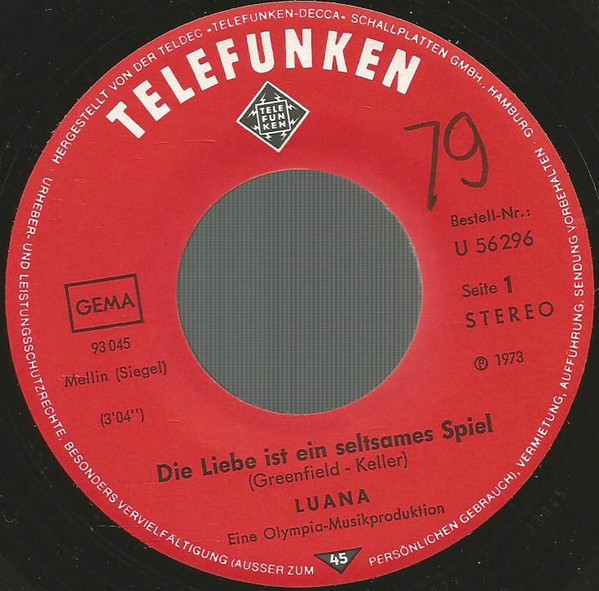 HERGESTELLT VON DER TELDEC »TELEFUNKEN-DECCA« SCHALLPLATTEN GMBH., HAMBURG · URHEBER- UND LEISTUNGSSCHUTZRECHTE, BESONDERS VERVIELFÄLTIGUNG (AUSSER ZUM PERSÖNLICHEN GEBRAUCH), VERMIETUNG, AUFFÜHRUNG, SENDUNG VORBEHALTEN
TELEFUNKEN
TELE
FUN
KEN
79
Bestell-Nr.:
U 56296
Seite 1
STEREO
℗ 1973
GEMA
93 045
Mellin (Siegel)
(3'04")
Die Liebe ist ein seltsames Spiel
(Greenfield - Keller)
LUANA
Eine Olympia-Musikproduktion
45